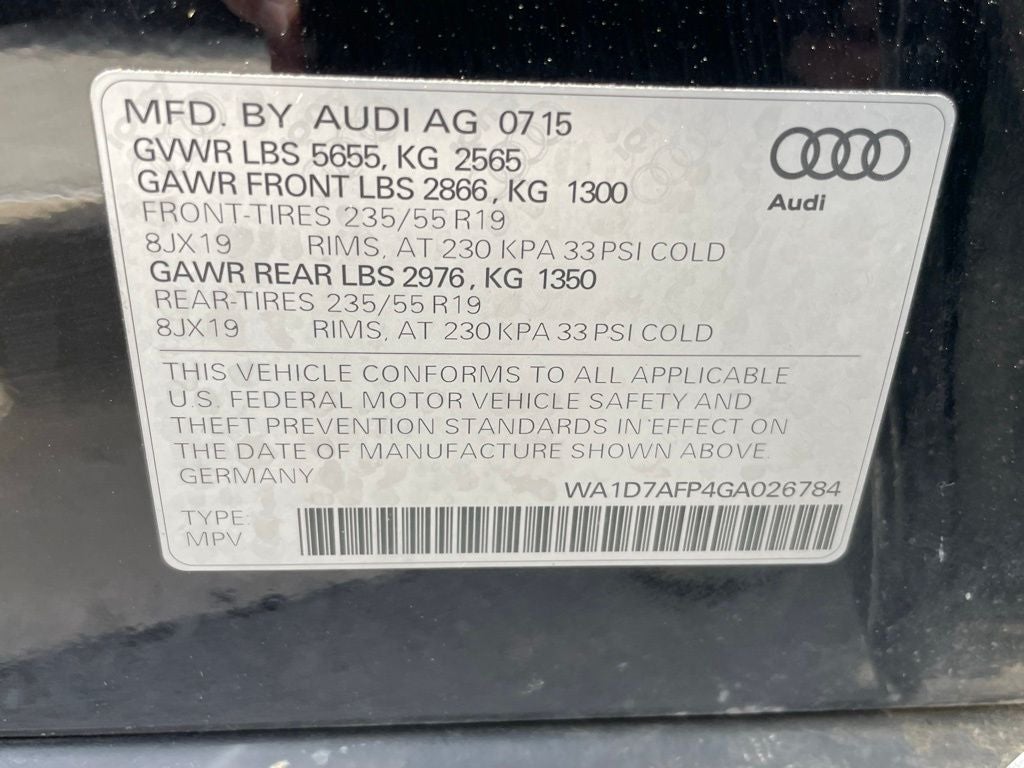 MFD. BY AUDI AG 07 15
GVWR LBS 5655, KG 2565
GAWR FRONT LBS 2866, KG 1300
FRONT-TIRES 235/55 R19
8JX19 RIMS, AT 230 KPA 33 PSI COLD
GAWR REAR LBS 2976, KG 1350
REAR-TIRES 235/55 R19
8JX19 RIMS, AT 230 KPA 33 PSI COLD
Audi
THIS VEHICLE CONFORMS TO ALL APPLICABLE
U.S. FEDERAL MOTOR VEHICLE SAFETY AND
THEFT PREVENTION STANDARDS IN EFFECT ON
THE DATE OF MANUFACTURE SHOWN ABOVE.
GERMANY
WA1D7AFP4GA026784
TYPE:
MPV